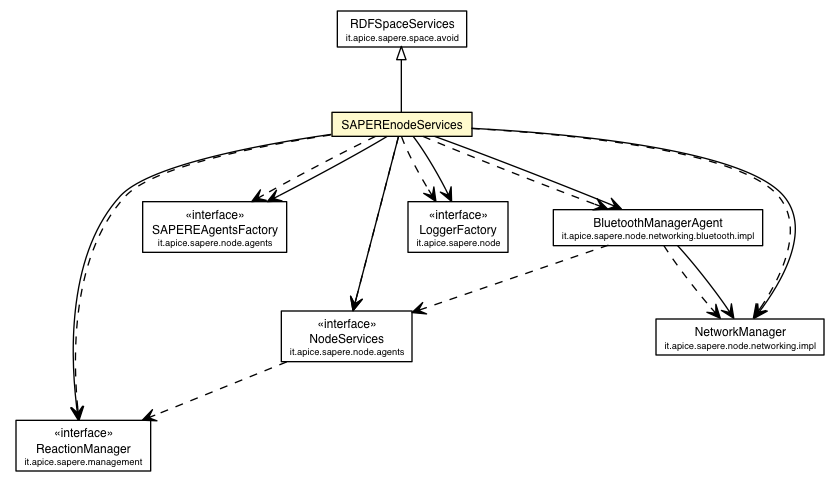 RDFSpaceServices
it.apice.sapere.space.avoid
SAPEREnodeServices
«interface»
SAPEREAgentsFactory
it.apice.sapere.node.agents
«interface»
LoggerFactory
it.apice.sapere.node
BluetoothManagerAgent
it.apice.sapere.node.networking.bluetooth.impl
«interface»
NodeServices
it.apice.sapere.node.agents
NetworkManager
it.apice.sapere.node.networking.impl
«interface»
ReactionManager
it.apice.sapere.management